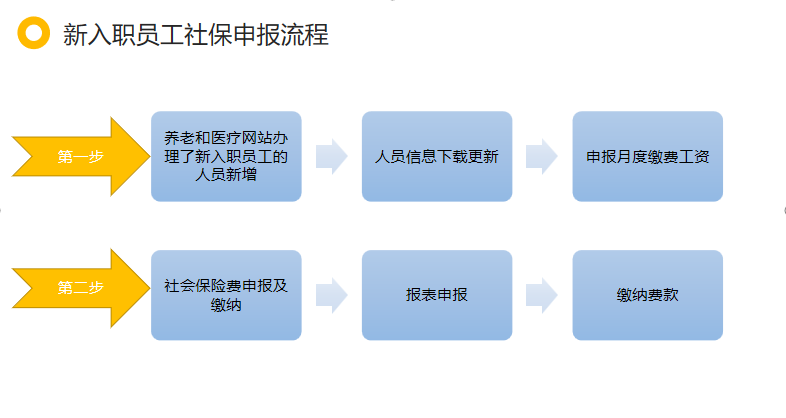 新入职员工社保申报流程
第一步
养老和医疗网站办
理了新入职员工的
人员新增
人员信息下载更新
申报月度缴费工资
第二步
社会保险费申报及
缴纳
报表申报
缴纳费款